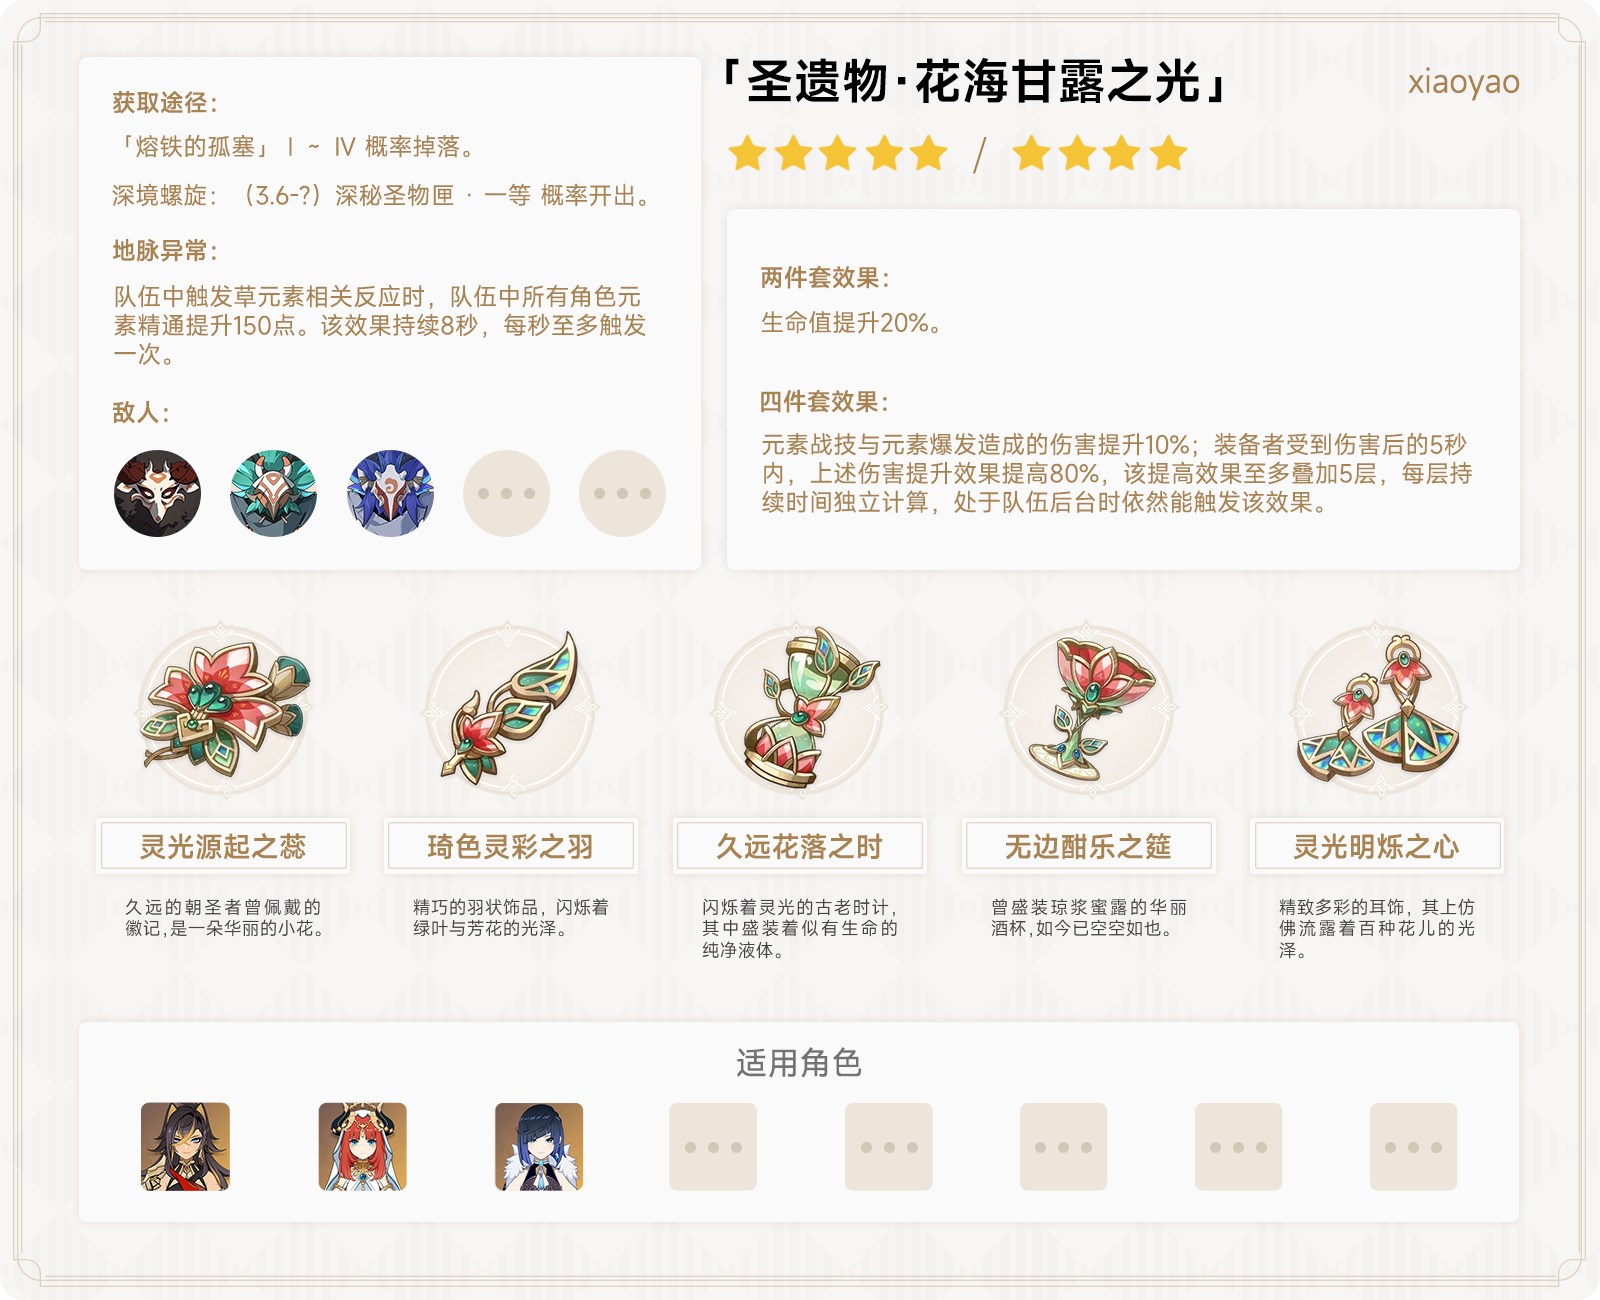 获取途径：
「熔铁的孤塞」Ⅰ ~ Ⅳ 概率掉落。
深境螺旋：（3.6-?）深秘圣物匣 · 一等 概率开出。
地脉异常：
队伍中触发草元素相关反应时，队伍中所有角色元
素精通提升150点。该效果持续8秒，每秒至多触发
一次。
敌人：
「圣遗物·花海甘露之光」
xiaoyao
/
两件套效果：
生命值提升20%。
四件套效果：
元素战技与元素爆发造成的伤害提升10%；装备者受到伤害后的5秒
内，上述伤害提升效果提高80%，该提高效果至多叠加5层，每层持
续时间独立计算，处于队伍后台时依然能触发该效果。
灵光源起之蕊
久远的朝圣者曾佩戴的
徽记,是一朵华丽的小花。
琦色灵彩之羽
精巧的羽状饰品，闪烁着
绿叶与芳花的光泽。
久远花落之时
闪烁着灵光的古老时计，
其中盛装着似有生命的
纯净液体。
无边酣乐之筵
曾盛装琼浆蜜露的华丽
酒杯,如今已空空如也。
灵光明烁之心
精致多彩的耳饰，其上仿
佛流露着百种花儿的光
泽。
适用角色